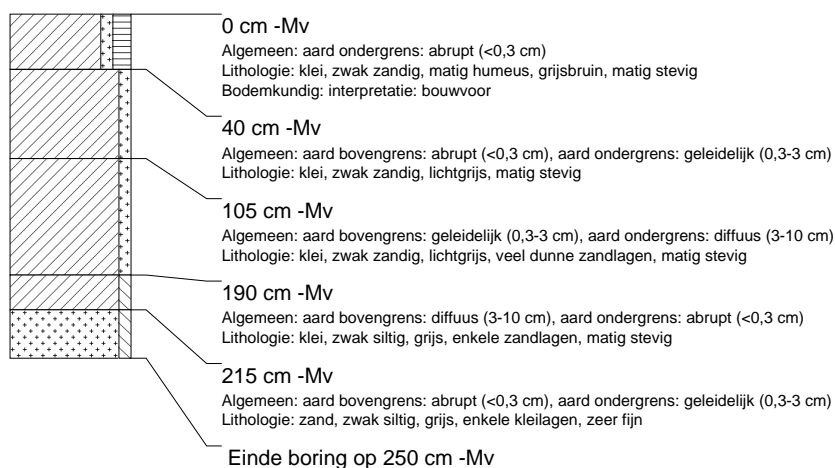 0 cm -Mv
Algemeen: aard ondergrens: abrupt (<0,3 cm)
Lithologie: klei, zwak zandig, matig humeus, grijsbruin, matig stevig
Bodemkundig: interpretatie: bouwvoor
40 cm -Mv
Algemeen: aard bovengrens: abrupt (<0,3 cm), aard ondergrens: geleidelijk (0,3-3 cm)
Lithologie: klei, zwak zandig, lichtgrijs, matig stevig
105 cm -Mv
Algemeen: aard bovengrens: geleidelijk (0,3-3 cm), aard ondergrens: diffuus (3-10 cm)
Lithologie: klei, zwak zandig, lichtgrijs, veel dunne zandlagen, matig stevig
190 cm -Mv
Algemeen: aard bovengrens: diffuus (3-10 cm), aard ondergrens: abrupt (<0,3 cm)
Lithologie: klei, zwak siltig, grijs, enkele zandlagen, matig stevig
215 cm -Mv
Algemeen: aard bovengrens: abrupt (<0,3 cm), aard ondergrens: geleidelijk (0,3-3 cm)
Lithologie: zand, zwak siltig, grijs, enkele kleilagen, zeer fijn
Einde boring op 250 cm -Mv